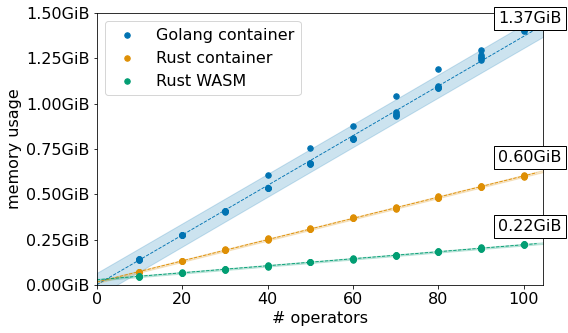 1.50GiB
1.25GiB
1.00GiB
0.75GiB
0.50GiB
0.25GiB
0.00GiB
memory usage
Golang container
Rust container
Rust WASM
1.37GiB
0.60GiB
0.22GiB
0 20 40 60 80 100
# operators